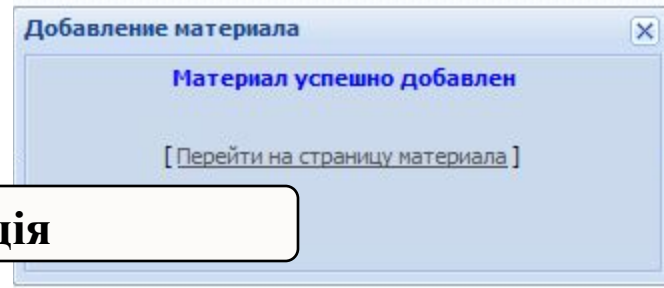 Добавление материала
Материал успешно добавлен
[ Перейти на страницу материала ]
ція